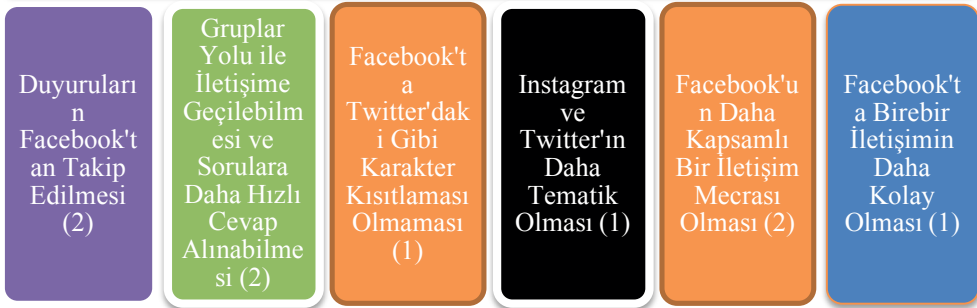 Duyuruları
n
Facebook't
an Takip
Edilmesi
(2)
Gruplar
Yolu ile
İletişime
Geçilebilm
esi ve
Sorulara
Daha Hızlı
Cevap
Alınabilme
si (2)
Facebook't
a
Twitter'dak
i Gibi
Karakter
Kısıtlaması
Olmaması
(1)
Instagram
ve
Twitter'ın
Daha
Tematik
Olması (1)
Facebook'u
n Daha
Kapsamlı
Bir İletişim
Mecrası
Olması (2)
Facebook't
a Birebir
İletişimin
Daha
Kolay
Olması (1)